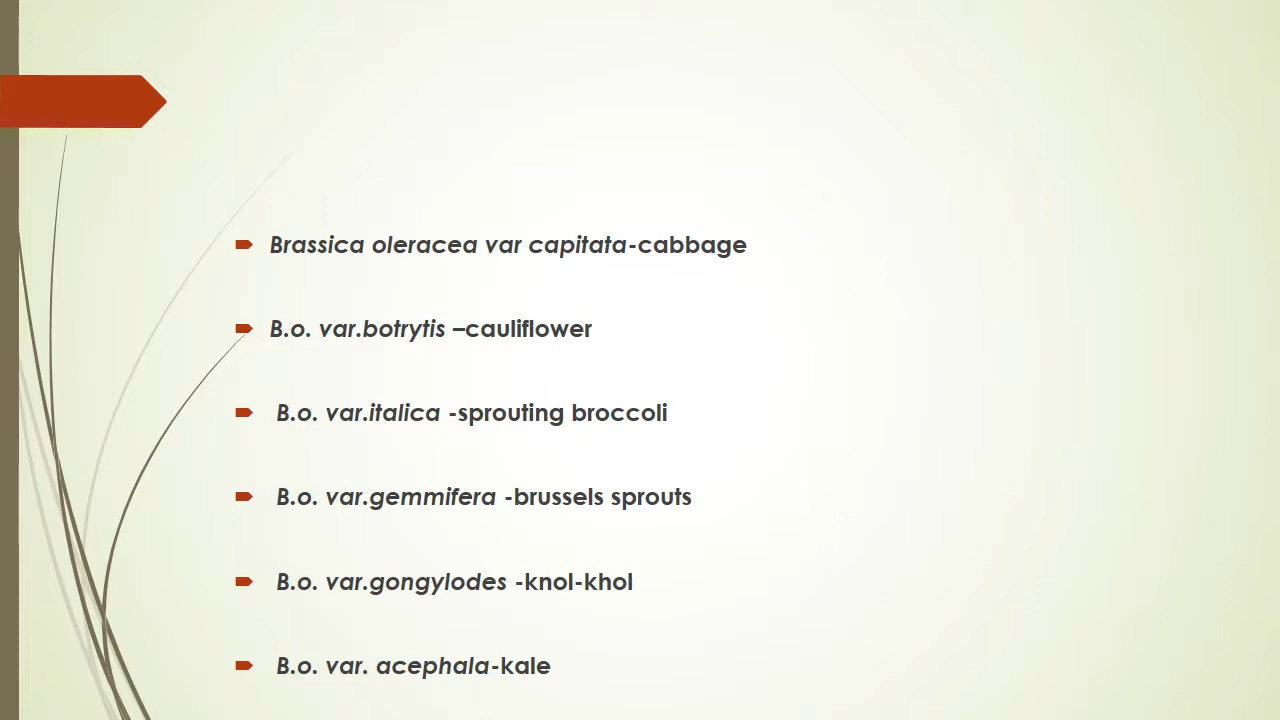 Brassica oleracea var capitata-cabbage
B.o. var.botrytis –cauliflower
B.o. var.italica -sprouting broccoli
B.o. var.gemmifera -brussels sprouts
B.o. var.gongylodes -knol-khol
B.o. var. acephala-kale